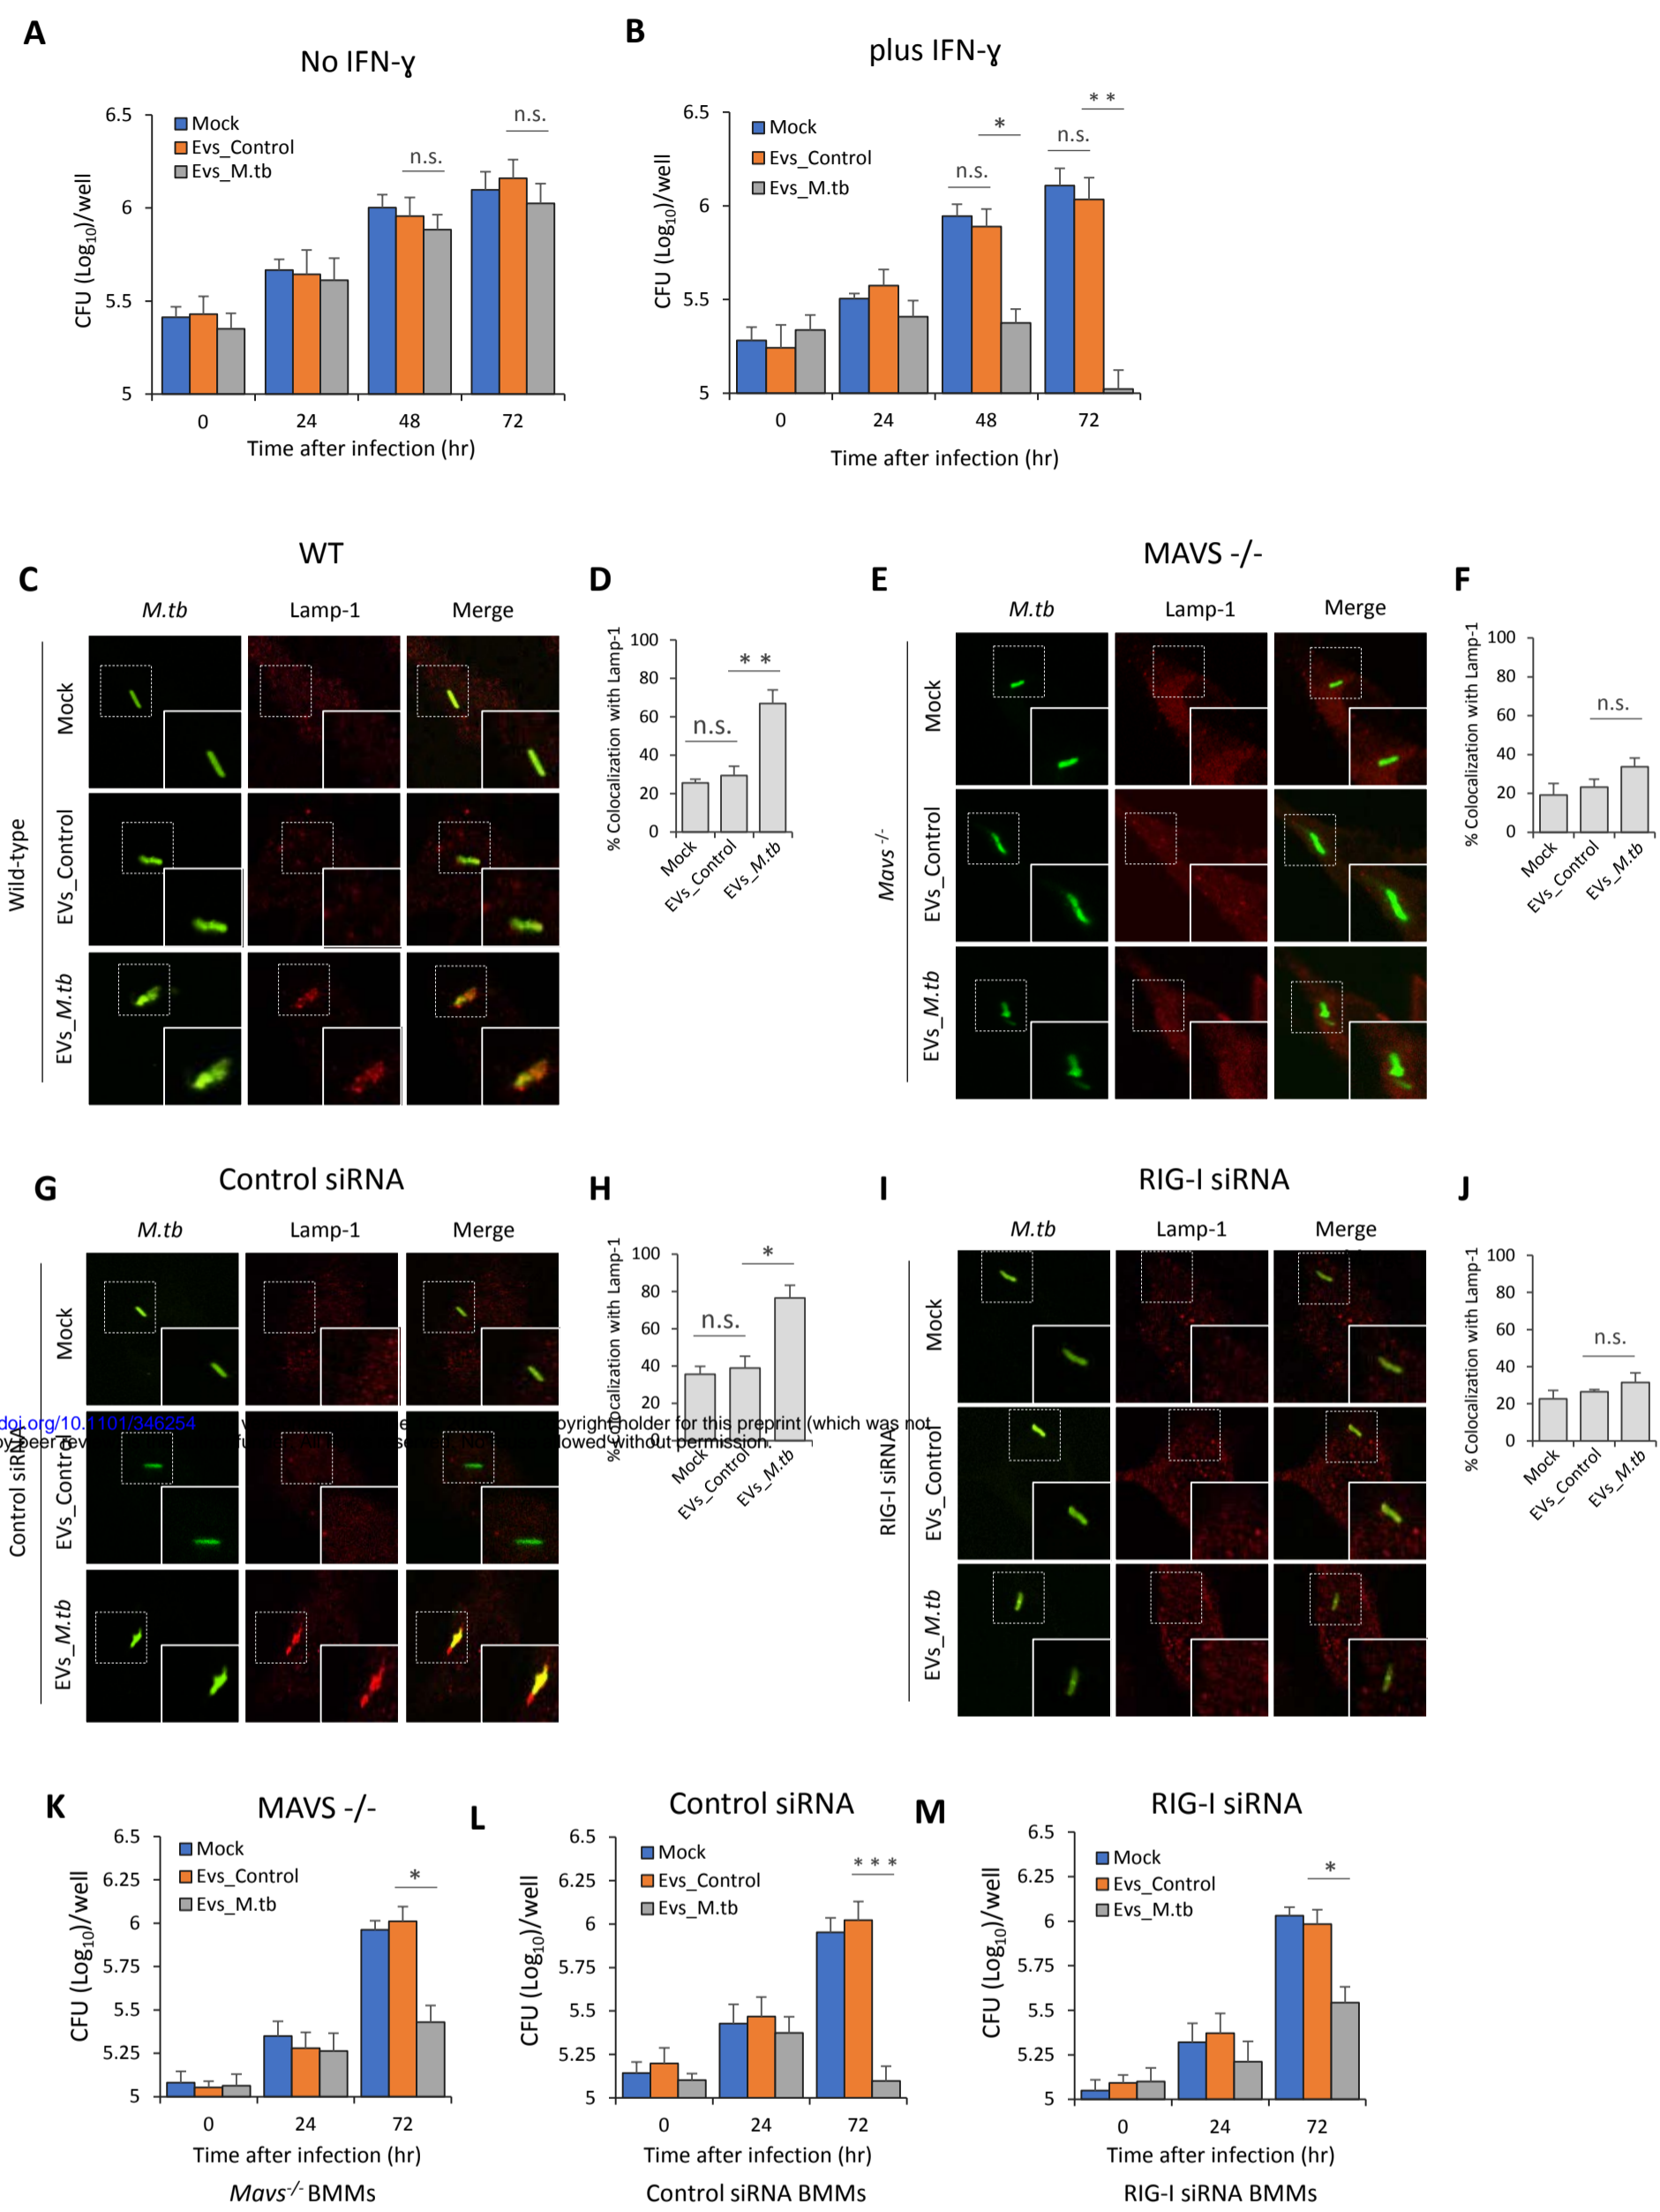 A
No IFN-ɣ
6.5
6
5.5
5
CFU (Log10)/well
Mock
Evs_Control
Evs_M.tb
n.s.
n.s.
0
24
48
72
Time after infection (hr)
B
plus IFN-ɣ
6.5
6
5.5
5
CFU (Log10)/well
Mock
Evs_Control
Evs_M.tb
n.s.
*
n.s.
* *
0
24
48
72
Time after infection (hr)
WT
C
M.tb
Lamp-1
Merge
Wild-type
Mock
EVs_Control
EVs_M.tb
D
% Colocalization with Lamp-1
100
80
60
40
20
0
n.s.
* *
Mock
EVs_Control
EVs_M.tb
MAVS -/-
E
M.tb
Lamp-1
Merge
Mavs -/-
Mock
EVs_Control
EVs_M.tb
F
% Colocalization with Lamp-1
100
80
60
40
20
0
n.s.
Mock
EVs_Control
EVs_M.tb
G
Control siRNA
M.tb
Lamp-1
Merge
Control siRNA
Mock
EVs_Control
EVs_M.tb
doi.org/10.1101/346254
copyright holder for this preprint (which was not
by peer
allowed without permission.
H
% Colocalization with Lamp-1
100
80
60
40
20
0
n.s.
*
Mock
EVs_Control
EVs_M.tb
I
RIG-I siRNA
M.tb
Lamp-1
Merge
RIG-I siRNA
Mock
EVs_Control
EVs_M.tb
J
% Colocalization with Lamp-1
100
80
60
40
20
0
n.s.
Mock
EVs_Control
EVs_M.tb
K
MAVS -/-
6.5
6.25
6
5.75
5.5
5.25
5
CFU (Log10)/well
Mock
Evs_Control
Evs_M.tb
*
0
24
72
Time after infection (hr)
Mavs-/- BMMs
L
Control siRNA
6.5
6.25
6
5.75
5.5
5.25
5
CFU (Log10)/well
Mock
Evs_Control
Evs_M.tb
* * *
0
24
72
Time after infection (hr)
Control siRNA BMMs
M
RIG-I siRNA
6.5
6.25
6
5.75
5.5
5.25
5
CFU (Log10)/well
Mock
Evs_Control
Evs_M.tb
*
0
24
72
Time after infection (hr)
RIG-I siRNA BMMs